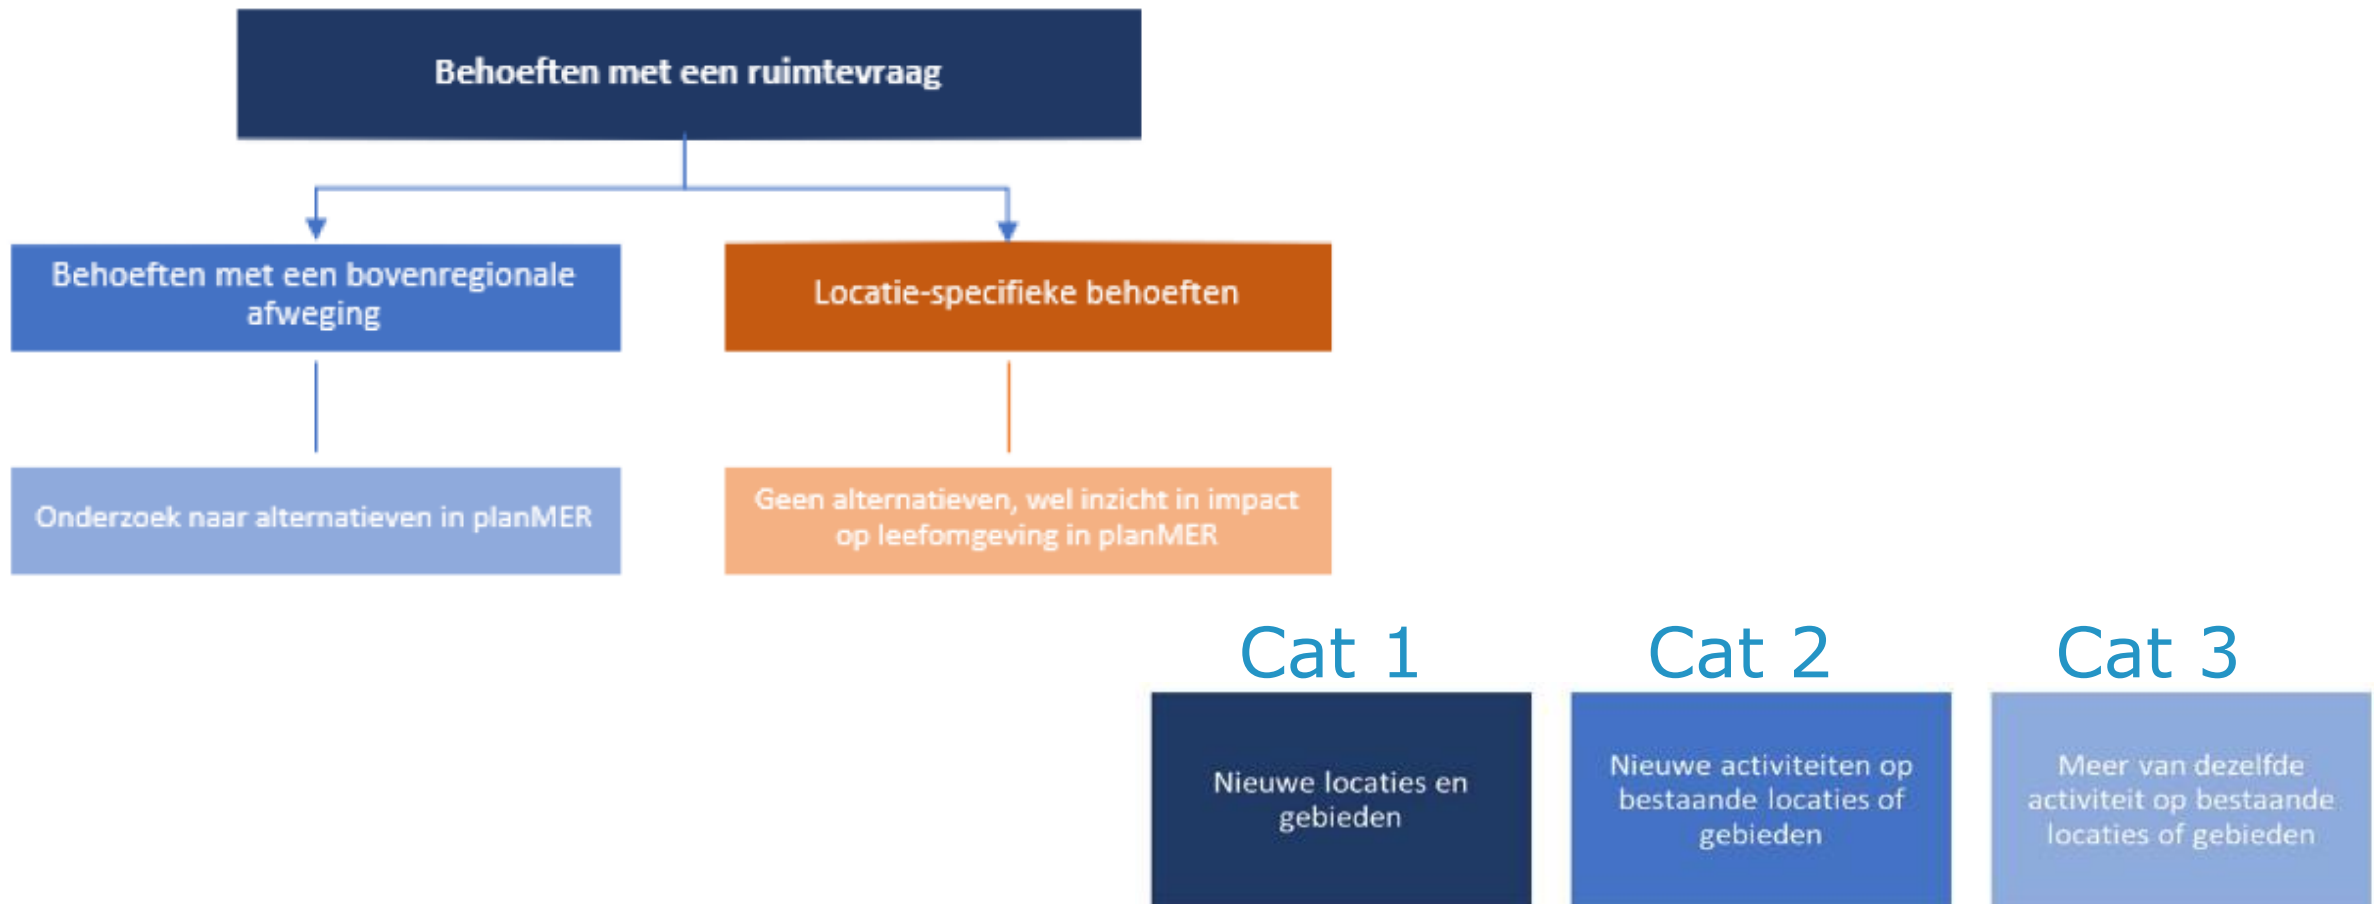 Behoeften met een ruimtevraag
Behoeften met een bovenregionale
afweging
Locatie-specifieke behoeften
Onderzoek naar alternatieven in planMER
Geen alternatieven, wel inzicht in impact
op leefomgeving in planMER
Cat 1
Cat 2
Cat 3
Nieuwe locaties en
gebieden
Nieuwe activiteiten op
bestaande locaties of
gebieden
Meer van dezelfde
activiteit op bestaande
locaties of gebieden